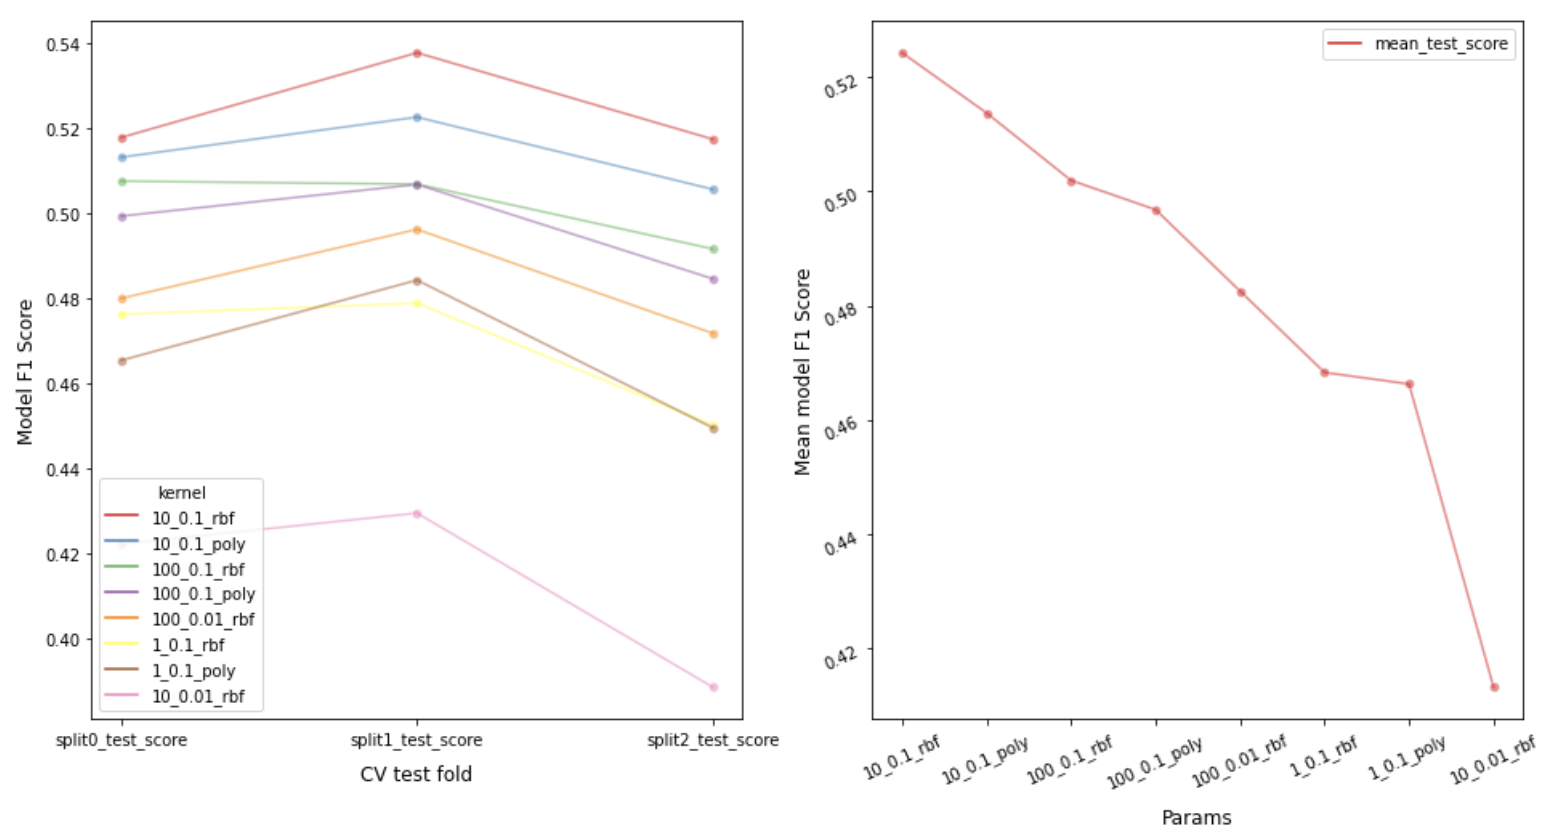 0.54
0.52
0.50
0.48
0.46
0.44
0.42
0.40
Model F1 Score
kernel
10_0.1_rbf
10_0.1_poly
100_0.1_rbf
100_0.1_poly
100_0.01_rbf
1_0.1_rbf
1_0.1_poly
10_0.01_rbf
split0_test_score
split1_test_score
split2_test_score
CV test fold
mean_test_score
0.52
0.50
0.48
0.46
0.44
0.42
Mean model F1 Score
10_0.1_rbf
10_0.1_poly
100_0.1_rbf
100_0.1_poly
100_0.01_rbf
1_0.1_rbf
1_0.1_poly
10_0.01_rbf
Params